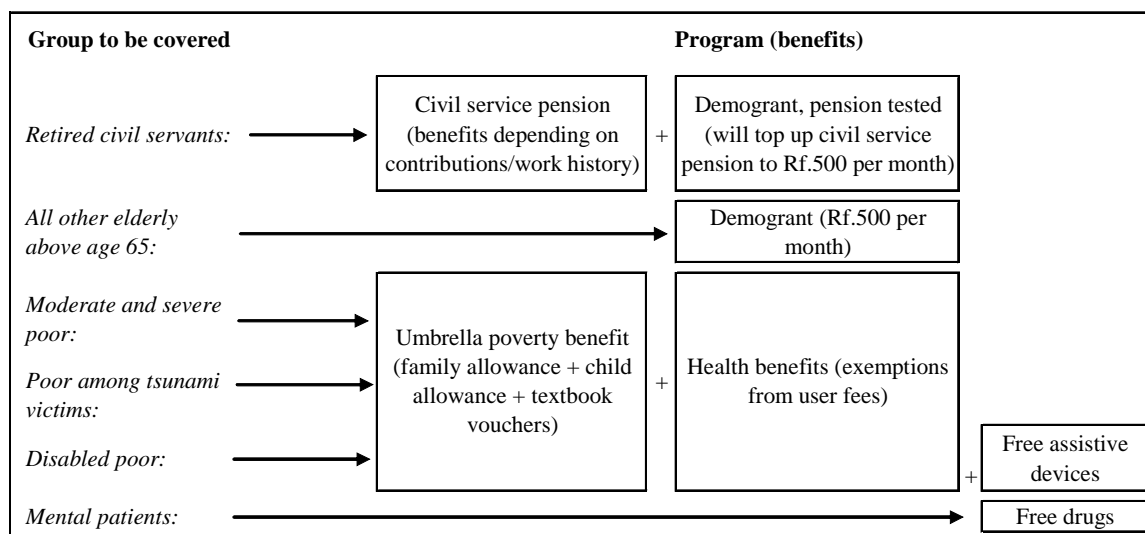 Group to be covered
Program (benefits)
Retired civil servants:
Civil service pension
(benefits depending on
contributions/work history)
+
Demogrant, pension tested
(will top up civil service
pension to Rf.500 per month)
All other elderly
above age 65:
Demogrant (Rf.500 per
month)
Moderate and severe
poor:
Poor among tsunami
victims:
Disabled poor:
Umbrella poverty benefit
(family allowance + child
allowance + textbook
vouchers)
+
Health benefits (exemptions
from user fees)
+
Free assistive
devices
Mental patients:
Free drugs